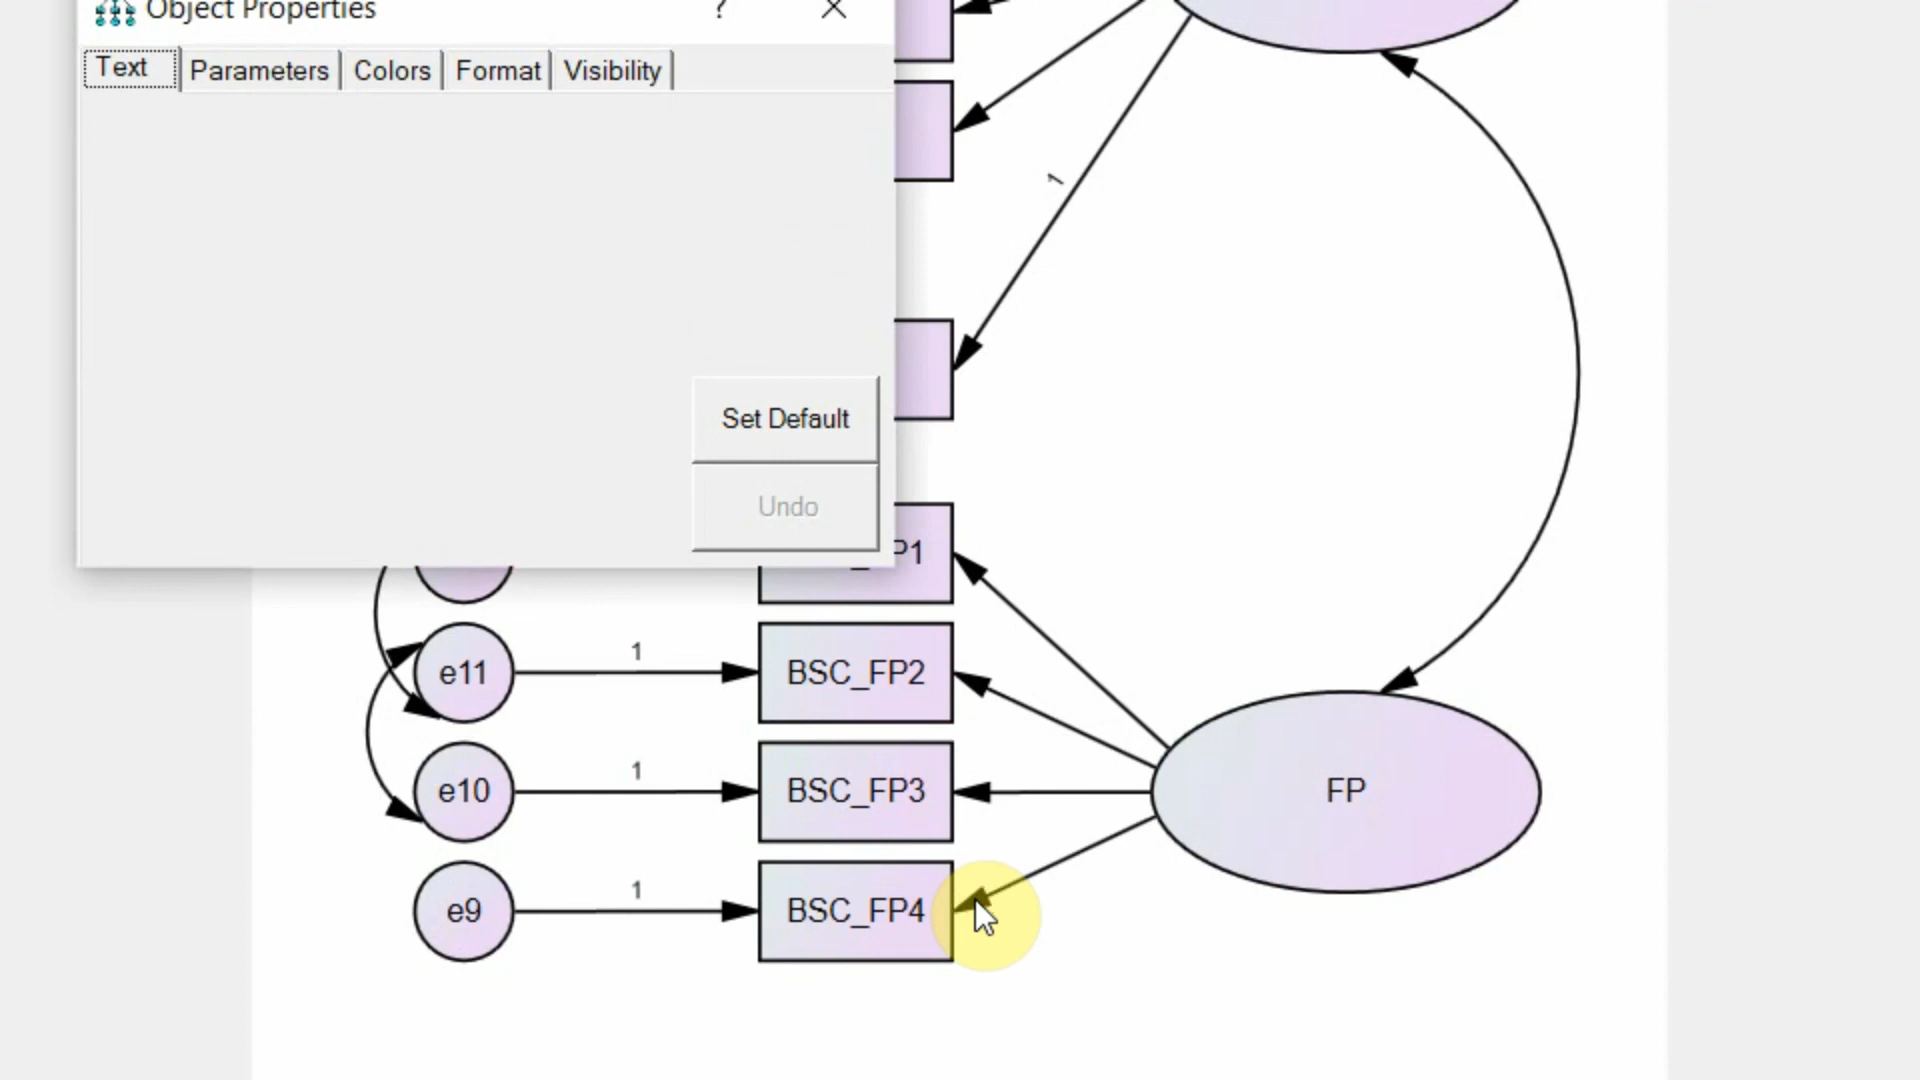 Object Properties ? ×
Text Parameters Colors Format Visibility
1
Set Default
Undo
P1
e11 1 BSC_FP2
e10 1 BSC_FP3 FP
e9 1 BSC_FP4